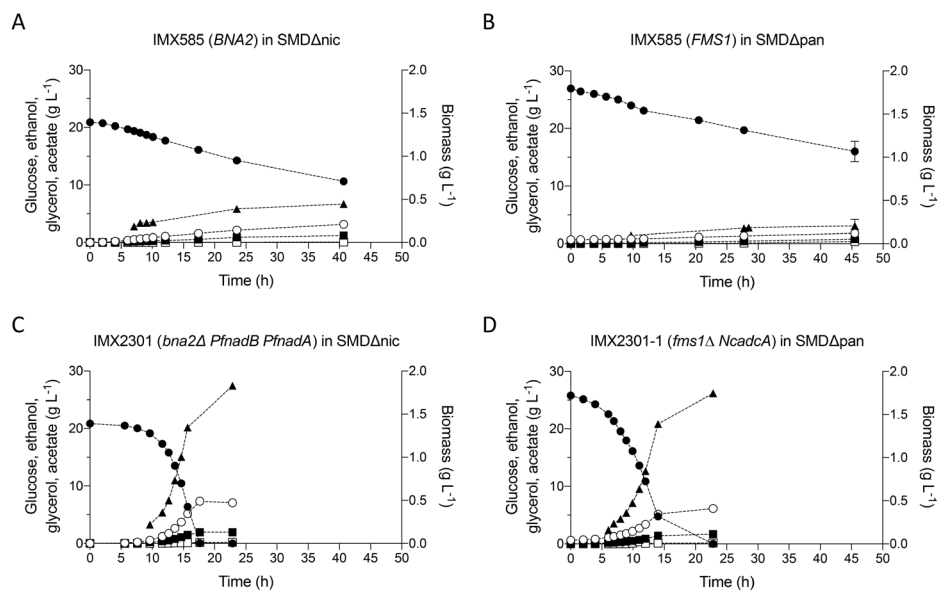 A
IMX585 (BNA2) in SMDΔnic
Glucose, ethanol,
glycerol, acetate (g L-1)
30
20
10
0
2.0
1.5
1.0
0.5
0.0
Biomass (g L-1)
0 5 10 15 20 25 30 35 40 45 50
Time (h)
B
IMX585 (FMS1) in SMDΔpan
Glucose, ethanol,
glycerol, acetate (g L-1)
30
20
10
0
2.0
1.5
1.0
0.5
0.0
Biomass (g L-1)
0 5 10 15 20 25 30 35 40 45 50
Time (h)
C
IMX2301 (bna2Δ PfnadB PfnadA) in SMDΔnic
Glucose, ethanol,
glycerol, acetate (g L-1)
30
20
10
0
2.0
1.5
1.0
0.5
0.0
Biomass (g L-1)
0 5 10 15 20 25 30 35 40 45 50
Time (h)
D
IMX2301-1 (fms1Δ NcadcA) in SMDΔpan
Glucose, ethanol,
glycerol, acetate (g L-1)
30
20
10
0
2.0
1.5
1.0
0.5
0.0
Biomass (g L-1)
0 5 10 15 20 25 30 35 40 45 50
Time (h)